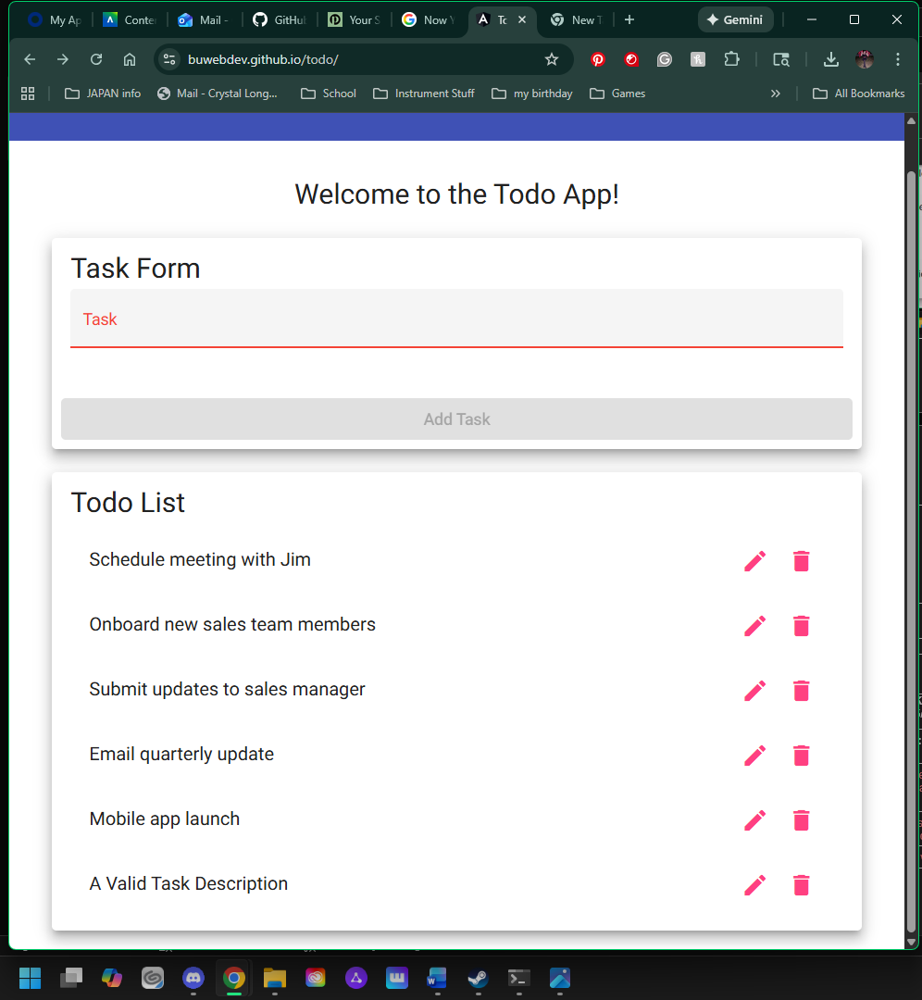 My Ap
Conte
Mail -
GitHu
Your S
Now Y
To
New T
Gemini
buwebdev.github.io/todo/
JAPAN info
Mail - Crystal Long...
School
Instrument Stuff
my birthday
Games
All Bookmarks
Welcome to the Todo App!
Task Form
Task
Add Task
Todo List
Schedule meeting with Jim
Onboard new sales team members
Submit updates to sales manager
Email quarterly update
Mobile app launch
A Valid Task Description